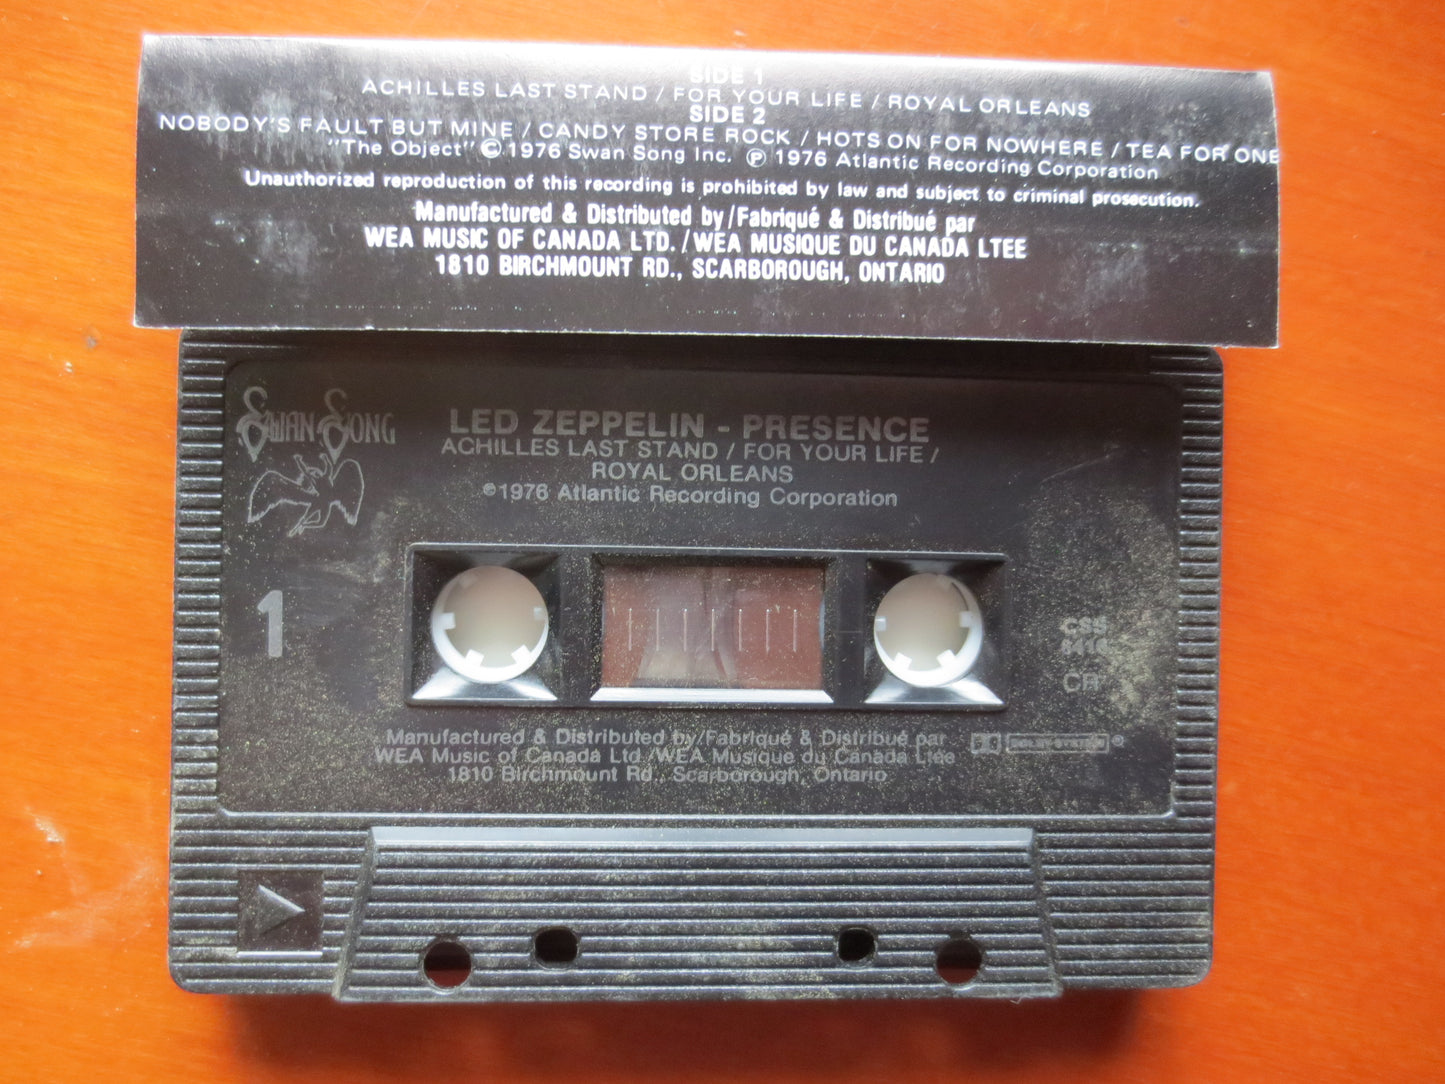 SIDE 1
ACHILLES LAST STAND / FOR YOUR LIFE / ROYAL ORLEANS
SIDE 2
NOBODY'S FAULT BUT MINE / CANDY STORE ROCK / HOTS ON FOR NOWHERE / TEA FOR ONE
"The Object" © 1976 Swan Song Inc. ℗ 1976 Atlantic Recording Corporation
Unauthorized reproduction of this recording is prohibited by law and subject to criminal prosecution.
Manufactured & Distributed by/Fabriqué & Distribué par
WEA MUSIC OF CANADA LTD. /WEA MUSIQUE DU CANADA LTEE
1810 BIRCHMOUNT RD., SCARBOROUGH, ONTARIO
SWAN SONG
LED ZEPPELIN - PRESENCE
ACHILLES LAST STAND / FOR YOUR LIFE /
ROYAL ORLEANS
℗1976 Atlantic Recording Corporation
1
CSS
8416
CR
Manufactured & Distributed by/Fabriqué & Distribué par
WEA Music of Canada Ltd /WEA Musique du Canada Ltée
1810 Birchmount Rd., Scarborough, Ontario
DOLBY SYSTEM ®